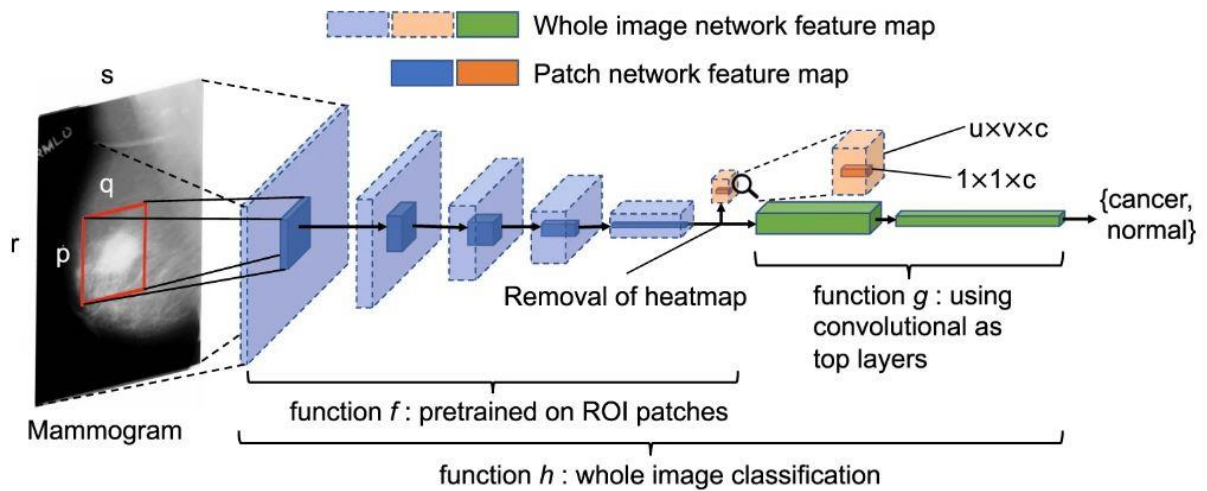 Whole image network feature map
Patch network feature map
s
RMLO
q
p
r
u×v×c
1×1×c
{cancer,
normal}
Removal of heatmap
function g : using
convolutional as
top layers
function f : pretrained on ROI patches
Mammogram
function h : whole image classification